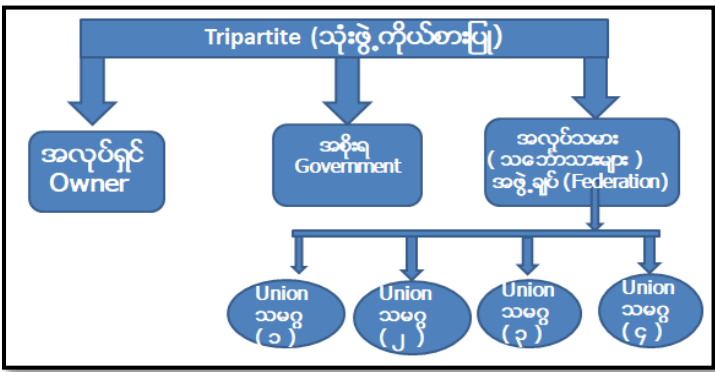 Tripartite (သုံးဖွဲ့ကိုယ်စားပြု)
အလုပ်ရှင်
Owner
အစိုးရ
Government
အလုပ်သမား
( သင်္ဘောသားများ )
အဖွဲ့ချုပ် (Federation)
Union
သမဂ္ဂ
( ၁ )
Union
သမဂ္ဂ
( ၂ )
Union
သမဂ္ဂ
( ၃ )
Union
သမဂ္ဂ
( ၄ )